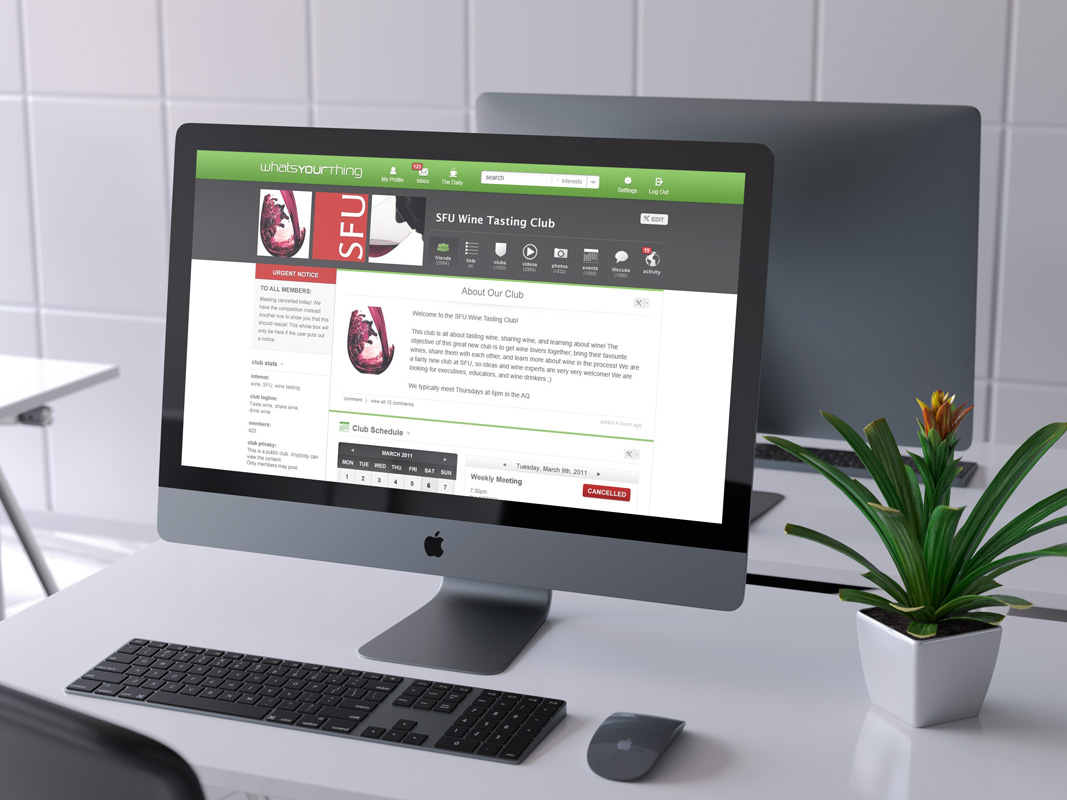 whatsyourthing
My Profile
123
inbox
The Daily
search
interests
Settings
Log Out
SFU
SFU Wine Tasting Club
EDIT
friends
(2984)
lists
(4)
clubs
(1000)
videos
(2984)
photos
(1832)
events
(1000)
discuss
(1000)
19
activity
URGENT NOTICE
TO ALL MEMBERS:
Meeting cancelled today! We
have the competition instead!
Another line to show you that this
should resize! This whole box will
only be here if the user puts out
a notice.
club stats
interest:
wine, SFU, wine tasting
club tagline:
Taste wine, share wine,
drink wine
members:
423
club privacy:
This is a public club. Anybody can
view the content.
Only members may post.
About Our Club
Welcome to the SFU Wine Tasting Club!
This club is all about tasting wine, sharing wine, and learning about wine! The
objective of this great new club is to get wine lovers together, bring their favourite
wines, share them with each other, and learn more about wine in the process! We are
a fairly new club at SFU, so ideas and wine experts are very very welcome! We are
looking for executives, educators, and wine drinkers ;)
We typically meet Thursdays at 6pm in the AQ
comment | view all 12 comments
added 4 hours ago
Club Schedule
MARCH 2011
MON TUE WED THU FRI SAT SUN
1 2 3 4 5 6 7
Tuesday, March 9th, 2011
Weekly Meeting
7:30pm
CANCELLED